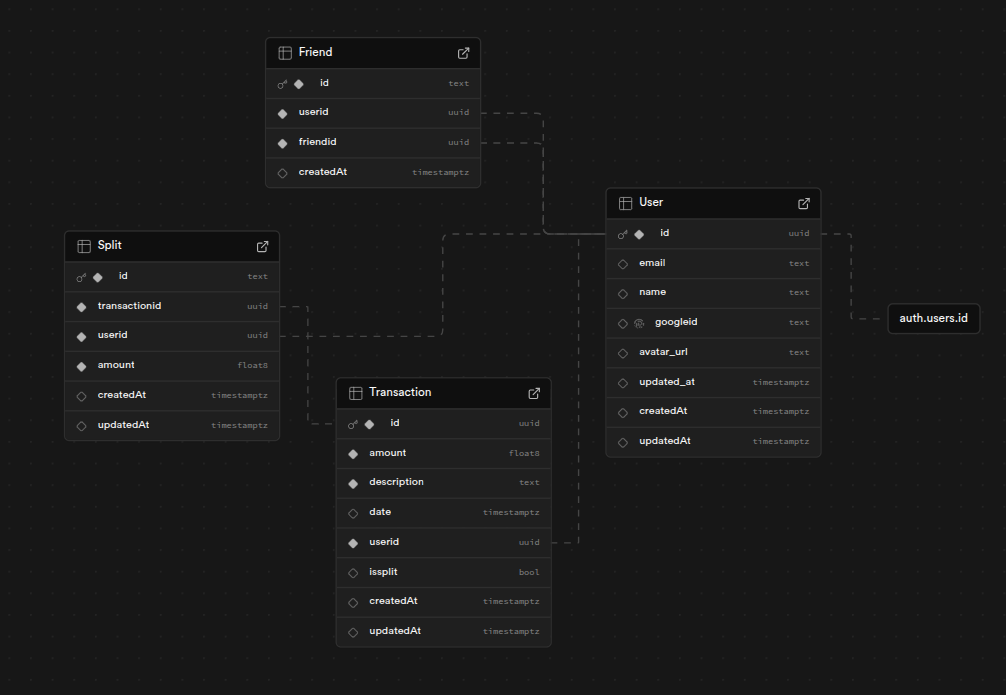 Friend
id text
userid uuid
friendid uuid
createdAt timestamptz
User
id uuid
email text
name text
googleid text
avatar_url text
updated_at timestamptz
createdAt timestamptz
updatedAt timestamptz
auth.users.id
Split
id text
transactionid uuid
userid uuid
amount float8
createdAt timestamptz
updatedAt timestamptz
Transaction
id uuid
amount float8
description text
date timestamptz
userid uuid
issplit bool
createdAt timestamptz
updatedAt timestamptz